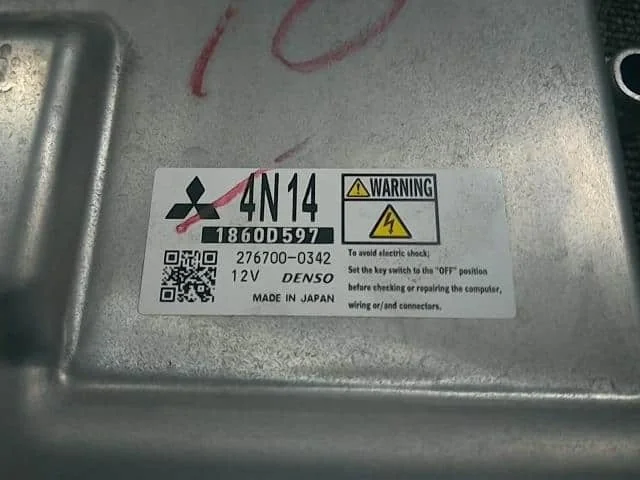 10
4N14
1860D597
276700-0342
12V DENSO
MADE IN JAPAN
WARNING
To avoid electric shock;
Set the key switch to the "OFF" position
before checking or repairing the computer,
wiring or/and connectors.